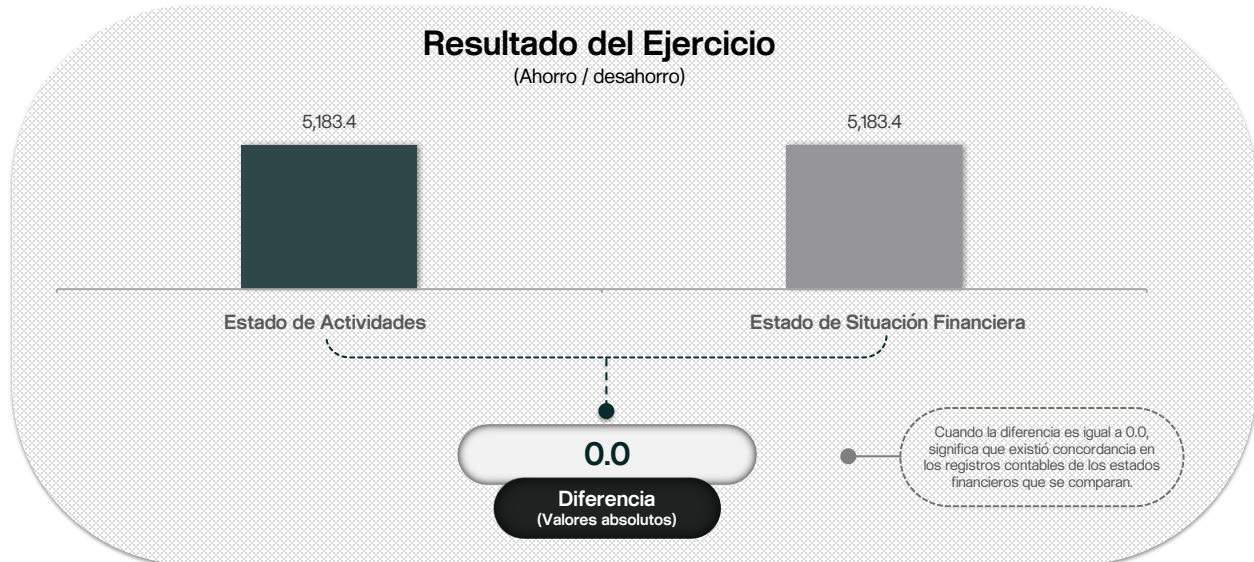 Resultado del Ejercicio
(Ahorro / desahorro)
5,183.4
5,183.4
Estado de Actividades
Estado de Situación Financiera
0.0
Diferencia
(Valores absolutos)
Cuando la diferencia es igual a 0.0,
significa que existió concordancia en
los registros contables de los estados
financieros que se comparan.